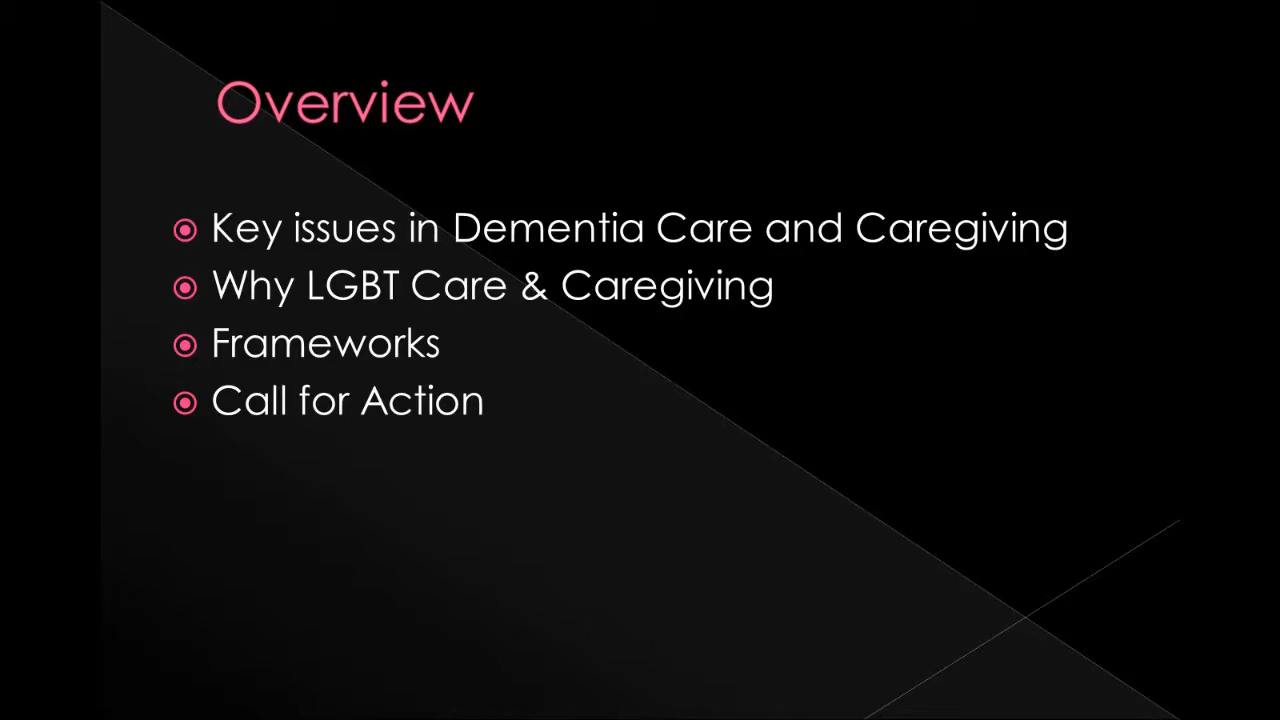 Overview
Key issues in Dementia Care and Caregiving
Why LGBT Care & Caregiving
Frameworks
Call for Action